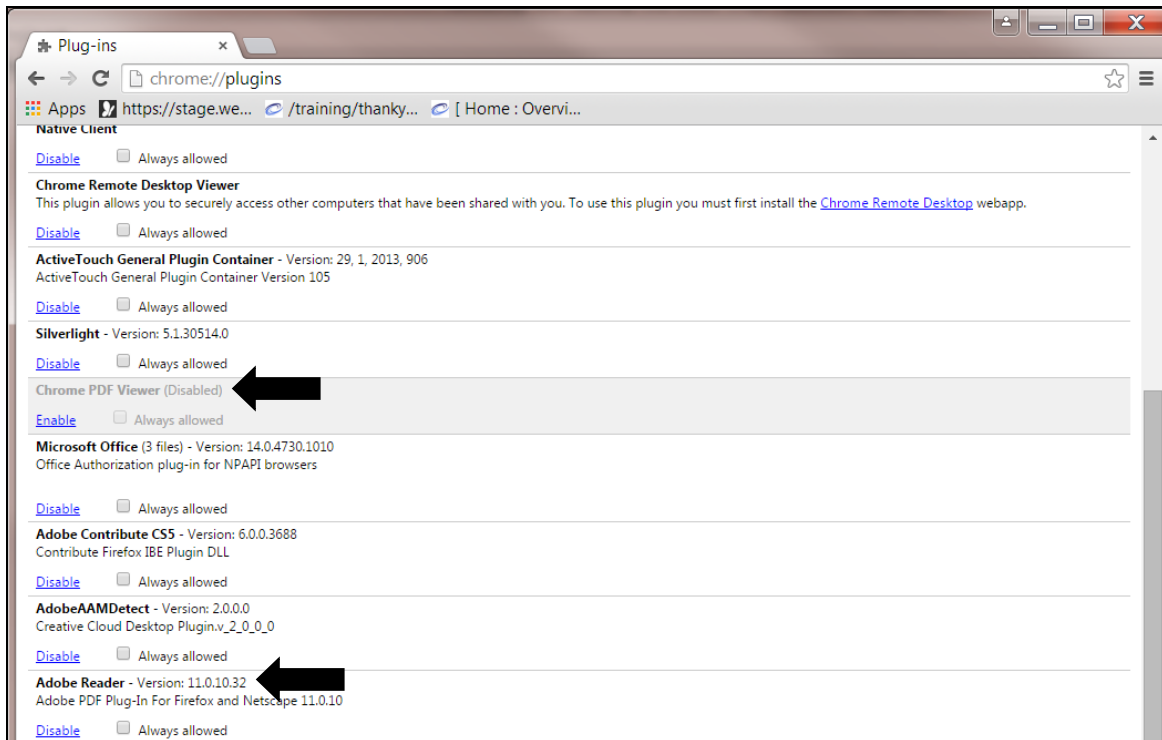 Plug-ins
chrome://plugins
Apps https://stage.we... /training/thanky... [ Home : Overvi...
Native Client
Disable Always allowed
Chrome Remote Desktop Viewer
This plugin allows you to securely access other computers that have been shared with you. To use this plugin you must first install the Chrome Remote Desktop webapp.
Disable Always allowed
ActiveTouch General Plugin Container - Version: 29, 1, 2013, 906
ActiveTouch General Plugin Container Version 105
Disable Always allowed
Silverlight - Version: 5.1.30514.0
Disable Always allowed
Chrome PDF Viewer (Disabled)
Enable Always allowed
Microsoft Office (3 files) - Version: 14.0.4730.1010
Office Authorization plug-in for NPAPI browsers
Disable Always allowed
Adobe Contribute CS5 - Version: 6.0.0.3688
Contribute Firefox IBE Plugin DLL
Disable Always allowed
AdobeAAMDetect - Version: 2.0.0.0
Creative Cloud Desktop Plugin.v_2_0_0_0
Disable Always allowed
Adobe Reader - Version: 11.0.10.32
Adobe PDF Plug-In For Firefox and Netscape 11.0.10
Disable Always allowed